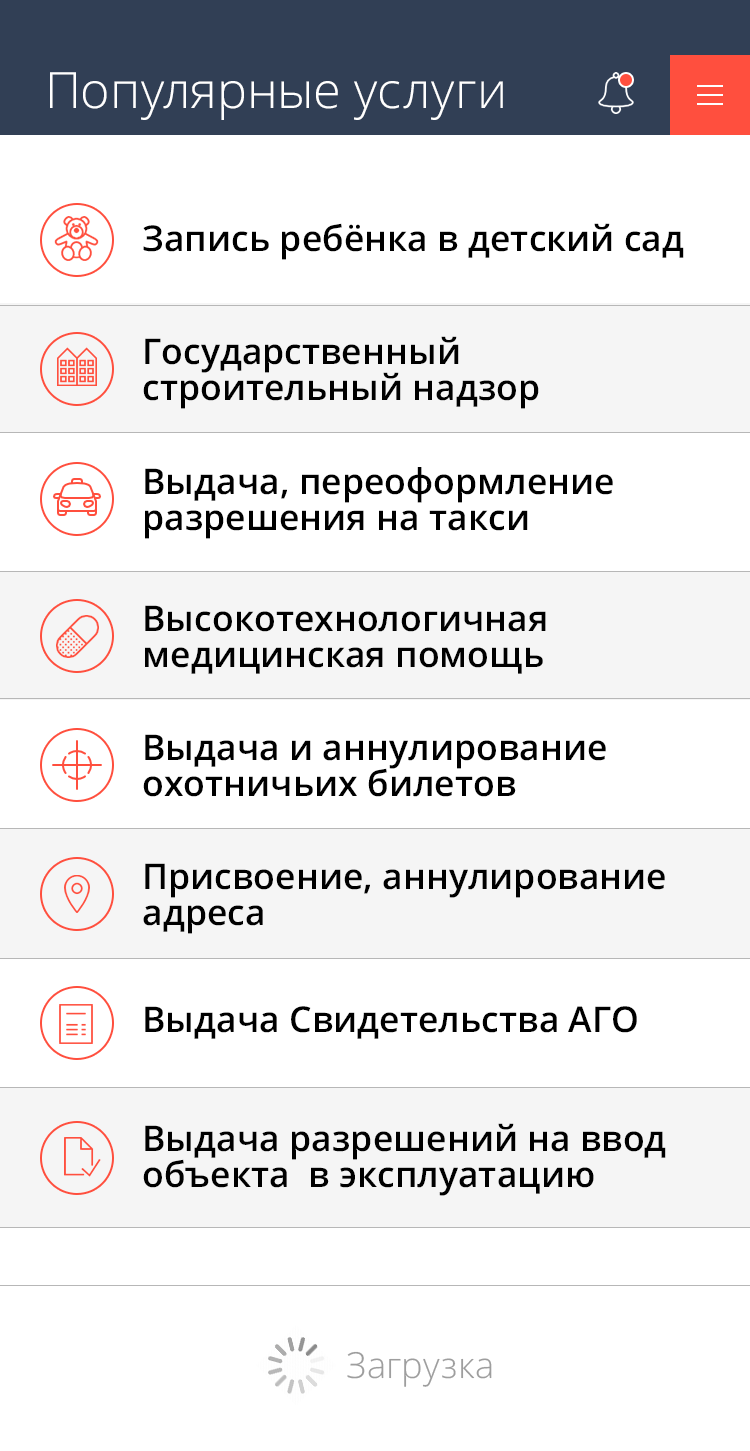 Популярные услуги
Запись ребёнка в детский сад
Государственный
строительный надзор
Выдача, переоформление
разрешения на такси
Высокотехнологичная
медицинская помощь
Выдача и аннулирование
охотничьих билетов
Присвоение, аннулирование
адреса
Выдача Свидетельства АГО
Выдача разрешений на ввод
объекта  в эксплуатацию
Загрузка